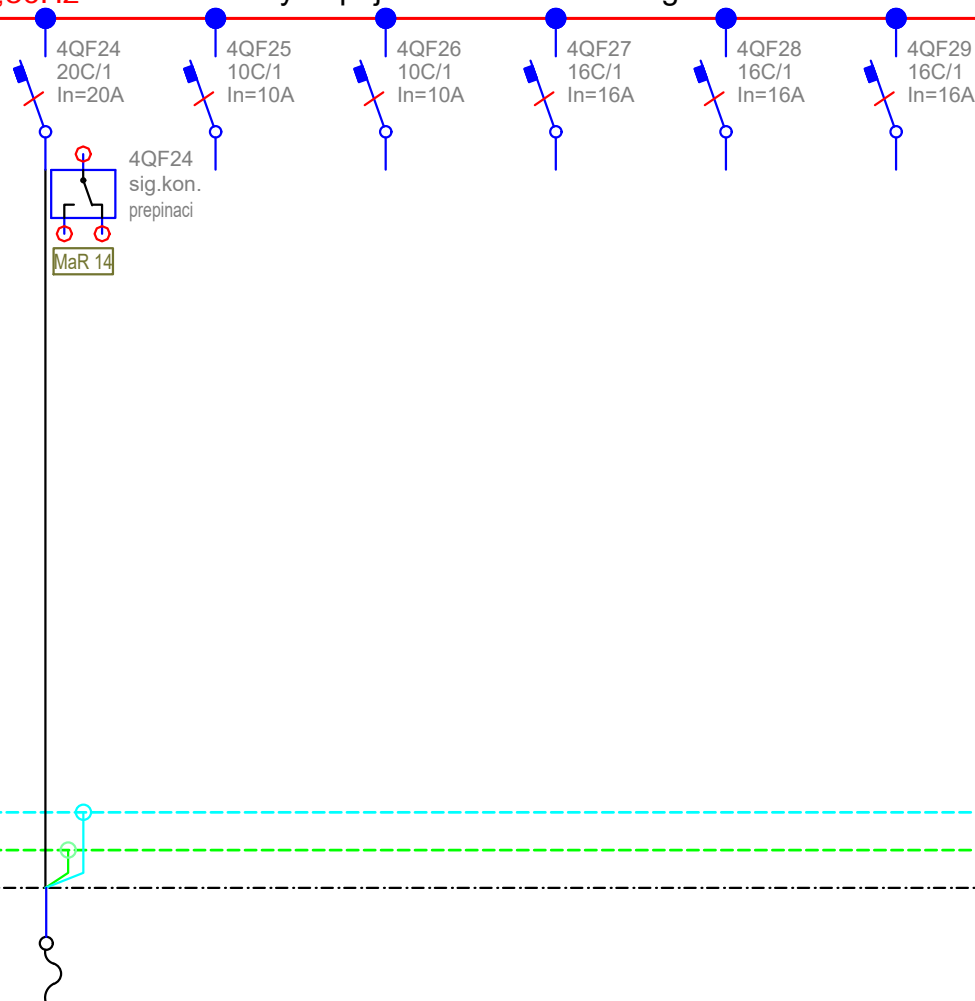 4QF24
20C/1
In=20A
4QF25
10C/1
In=10A
4QF26
10C/1
In=10A
4QF27
16C/1
In=16A
4QF28
16C/1
In=16A
4QF29
16C/1
In=16A
4QF24
sig.kon.
prepinaci
MaR 14